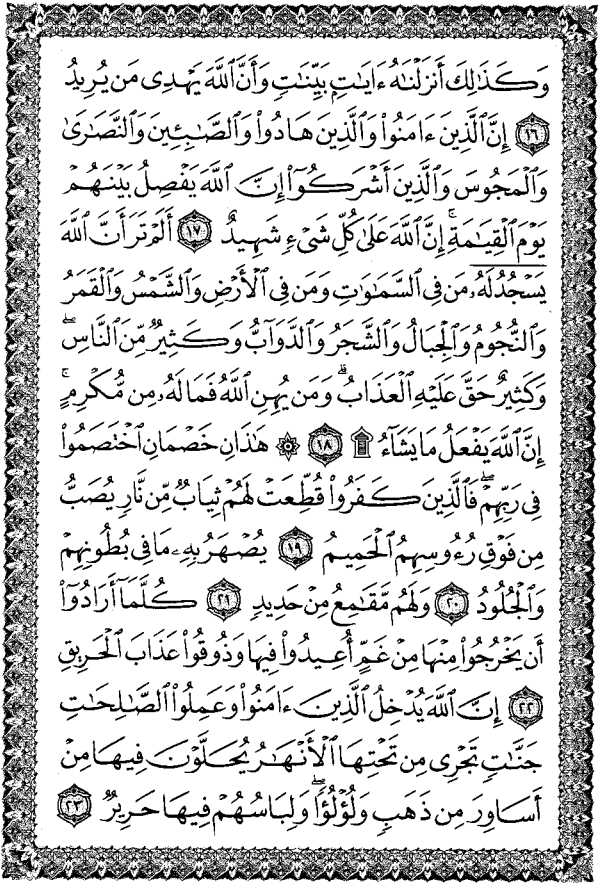 وَكَذَٰلِكَ أَنزَلْنَٰهُ ءَايَٰتٍۭ بَيِّنَٰتٍ وَأَنَّ ٱللَّهَ يَهْدِى مَن يُرِيدُ
١٦ إِنَّ ٱلَّذِينَ ءَامَنُوا۟ وَٱلَّذِينَ هَادُوا۟ وَٱلصَّٰبِـِٔينَ وَٱلنَّصَٰرَىٰ
وَٱلْمَجُوسَ وَٱلَّذِينَ أَشْرَكُوٓا۟ إِنَّ ٱللَّهَ يَفْصِلُ بَيْنَهُمْ
يَوْمَ ٱلْقِيَٰمَةِ ۚ إِنَّ ٱللَّهَ عَلَىٰ كُلِّ شَىْءٍ شَهِيدٌ ١٧ أَلَمْ تَرَ أَنَّ ٱللَّهَ
يَسْجُدُ لَهُۥ مَن فِى ٱلسَّمَٰوَٰتِ وَمَن فِى ٱلْأَرْضِ وَٱلشَّمْسُ وَٱلْقَمَرُ
وَٱلنُّجُومُ وَٱلْجِبَالُ وَٱلشَّجَرُ وَٱلدَّوَآبُّ وَكَثِيرٌ مِّنَ ٱلنَّاسِ ۖ
وَكَثِيرٌ حَقَّ عَلَيْهِ ٱلْعَذَابُ ۗ وَمَن يُهِنِ ٱللَّهُ فَمَا لَهُۥ مِن مُّكْرِمٍ ۚ
إِنَّ ٱللَّهَ يَفْعَلُ مَا يَشَآءُ ۩ ١٨ ۞ هَٰذَانِ خَصْمَانِ ٱخْتَصَمُوا۟
فِى رَبِّهِمْ ۖ فَٱلَّذِينَ كَفَرُوا۟ قُطِّعَتْ لَهُمْ ثِيَابٌ مِّن نَّارٍ يُصَبُّ
مِن فَوْقِ رُءُوسِهِمُ ٱلْحَمِيمُ ١٩ يُصْهَرُ بِهِۦ مَا فِى بُطُونِهِمْ
وَٱلْجُلُودُ ٢٠ وَلَهُم مَّقَٰمِعُ مِنْ حَدِيدٍ ٢١ كُلَّمَآ أَرَادُوٓا۟
أَن يَخْرُجُوا۟ مِنْهَا مِنْ غَمٍّ أُعِيدُوا۟ فِيهَا وَذُوقُوا۟ عَذَابَ ٱلْحَرِيقِ
٢٢ إِنَّ ٱللَّهَ يُدْخِلُ ٱلَّذِينَ ءَامَنُوا۟ وَعَمِلُوا۟ ٱلصَّٰلِحَٰتِ
جَنَّٰتٍ تَجْرِى مِن تَحْتِهَا ٱلْأَنْهَٰرُ يُحَلَّوْنَ فِيهَا مِنْ
أَسَاوِرَ مِن ذَهَبٍ وَلُؤْلُؤًا ۖ وَلِبَاسُهُمْ فِيهَا حَرِيرٌ ٢٣